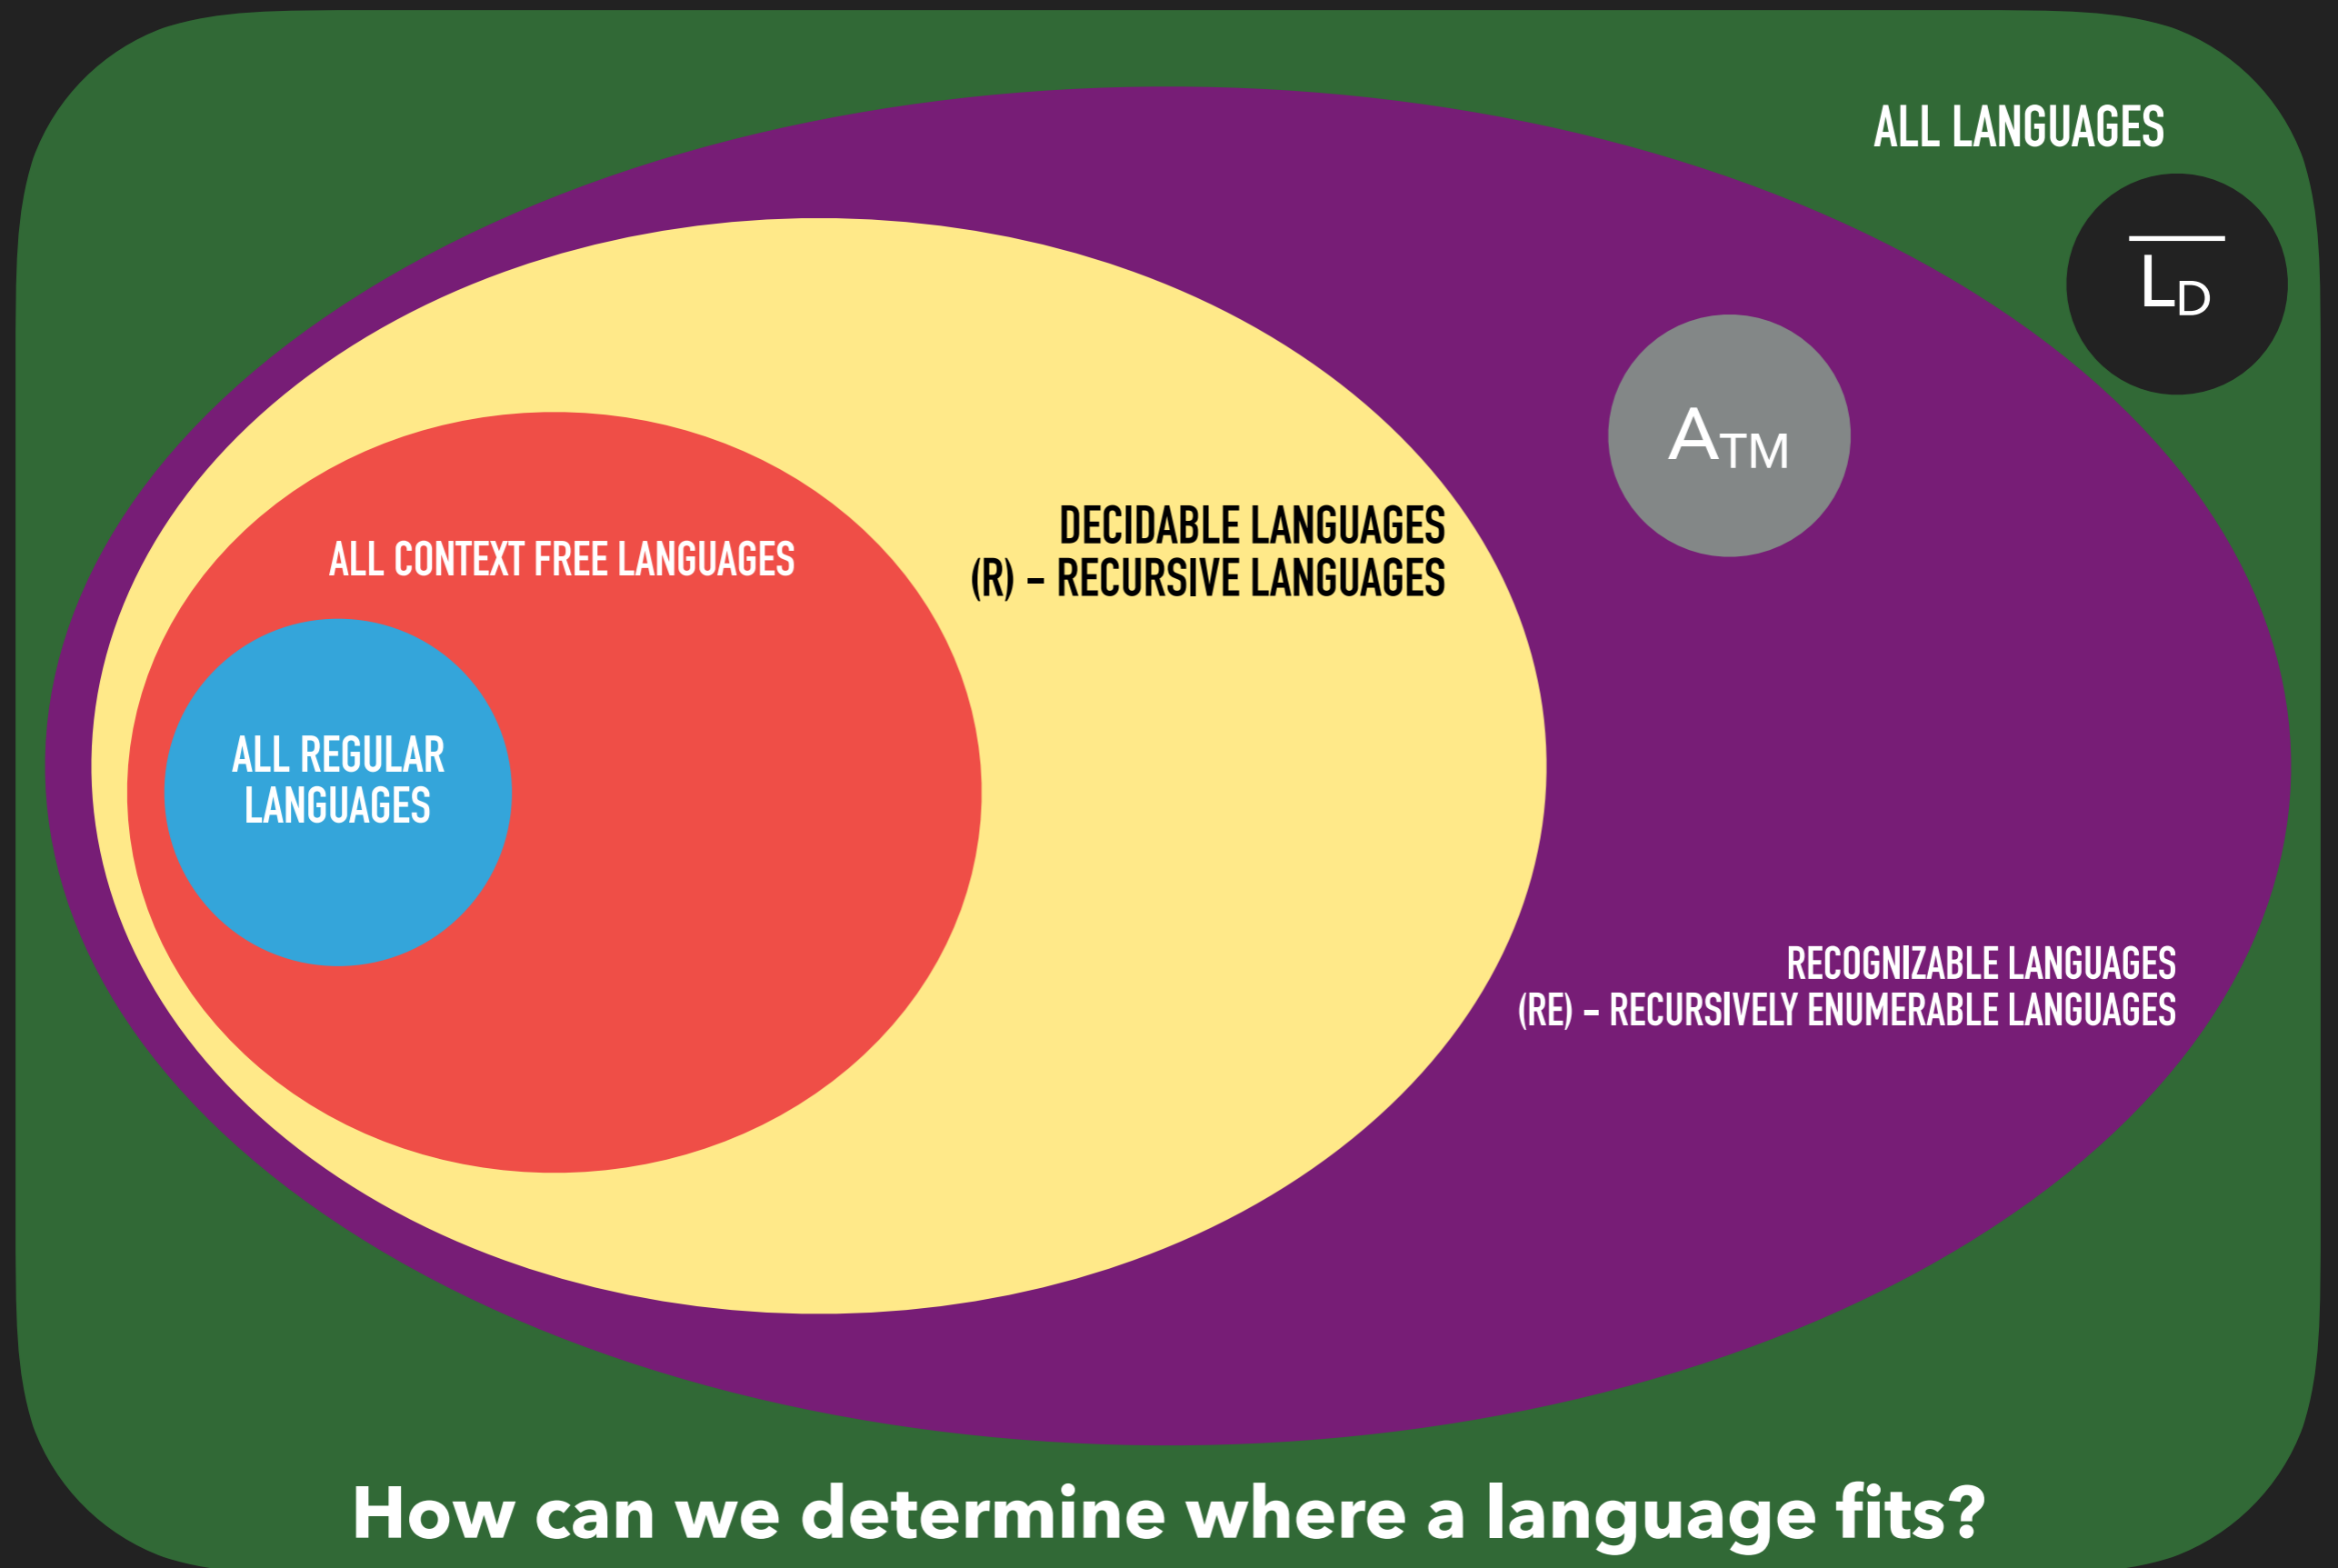 ALL LANGUAGES
L̅D̅
ATM
DECIDABLE LANGUAGES
(R) – RECURSIVE LANGUAGES
ALL CONTEXT FREE LANGUAGES
ALL REGULAR
LANGUAGES
RECOGNIZABLE LANGUAGES
(RE) – RECURSIVELY ENUMERABLE LANGUAGES
How can we determine where a language fits?